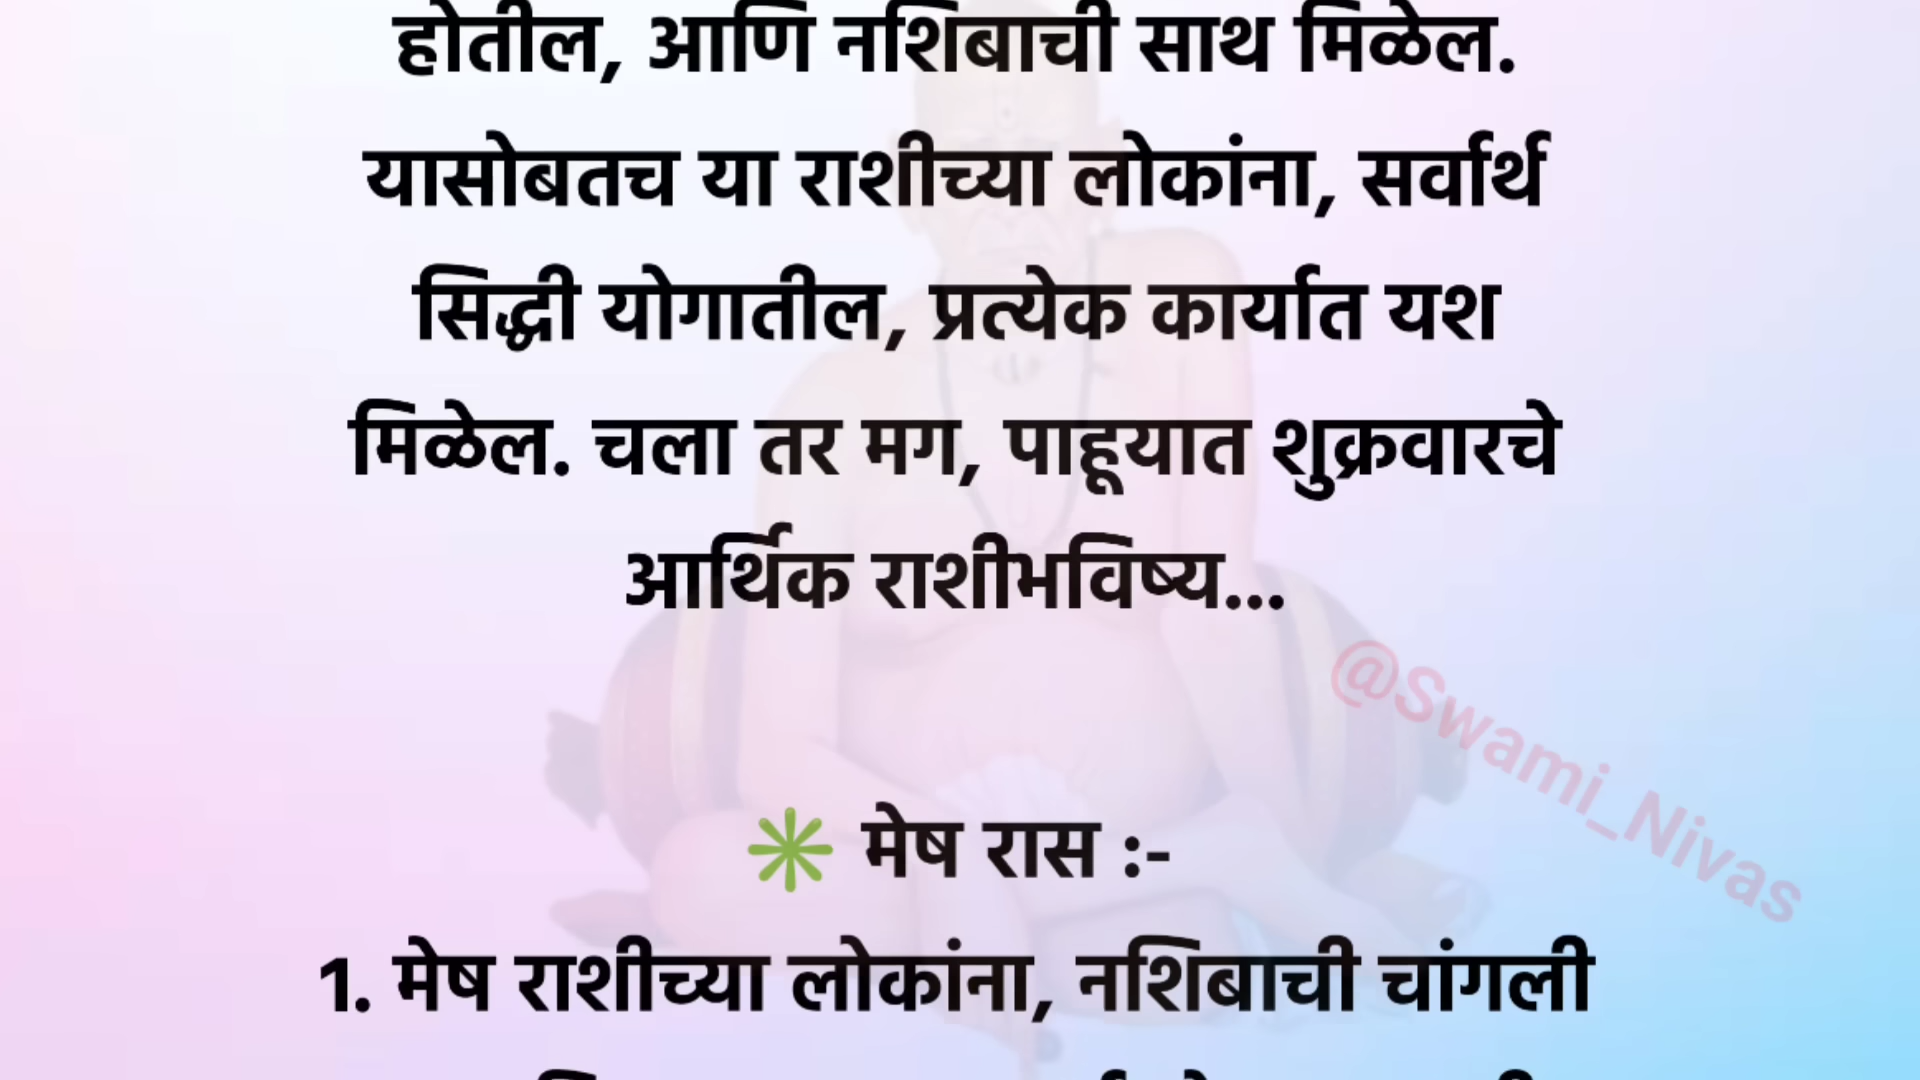 होतील, आणि नशिबाची साथ मिळेल.
यासोबतच या राशीच्या लोकांना, सर्वार्थ
सिद्धी योगातील, प्रत्येक कार्यात यश
मिळेल. चला तर मग, पाहूयात शुक्रवारचे
आर्थिक राशीभविष्य...
@Swami_Nivas
✳ मेष रास :-
1. मेष राशीच्या लोकांना, नशिबाची चांगली